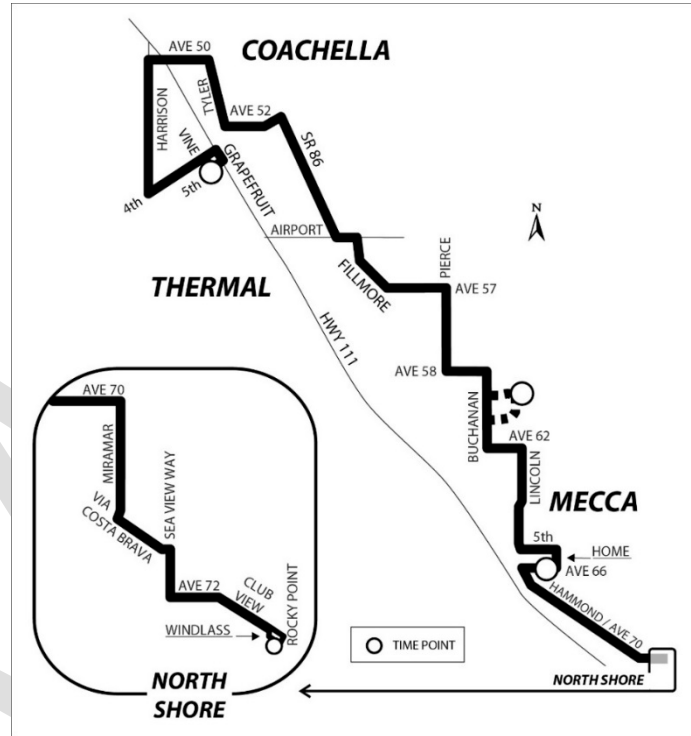 AVE 50
COACHELLA
HARRISON
TYLER
AVE 52
VINE
GRAPEFRUIT
5th
4th
SR 86
AIRPORT
N
THERMAL
FILLMORE
PIERCE
AVE 57
HWY 111
AVE 58
BUCHANAN
AVE 62
LINCOLN
MECCA
5th
HOME
AVE 66
HAMMOND / AVE 70
NORTH SHORE
AVE 70
MIRAMAR
VIA
COSTA BRAVA
SEA VIEW WAY
AVE 72
CLUB
VIEW
ROCKY POINT
WINDLASS
TIME POINT
NORTH
SHORE